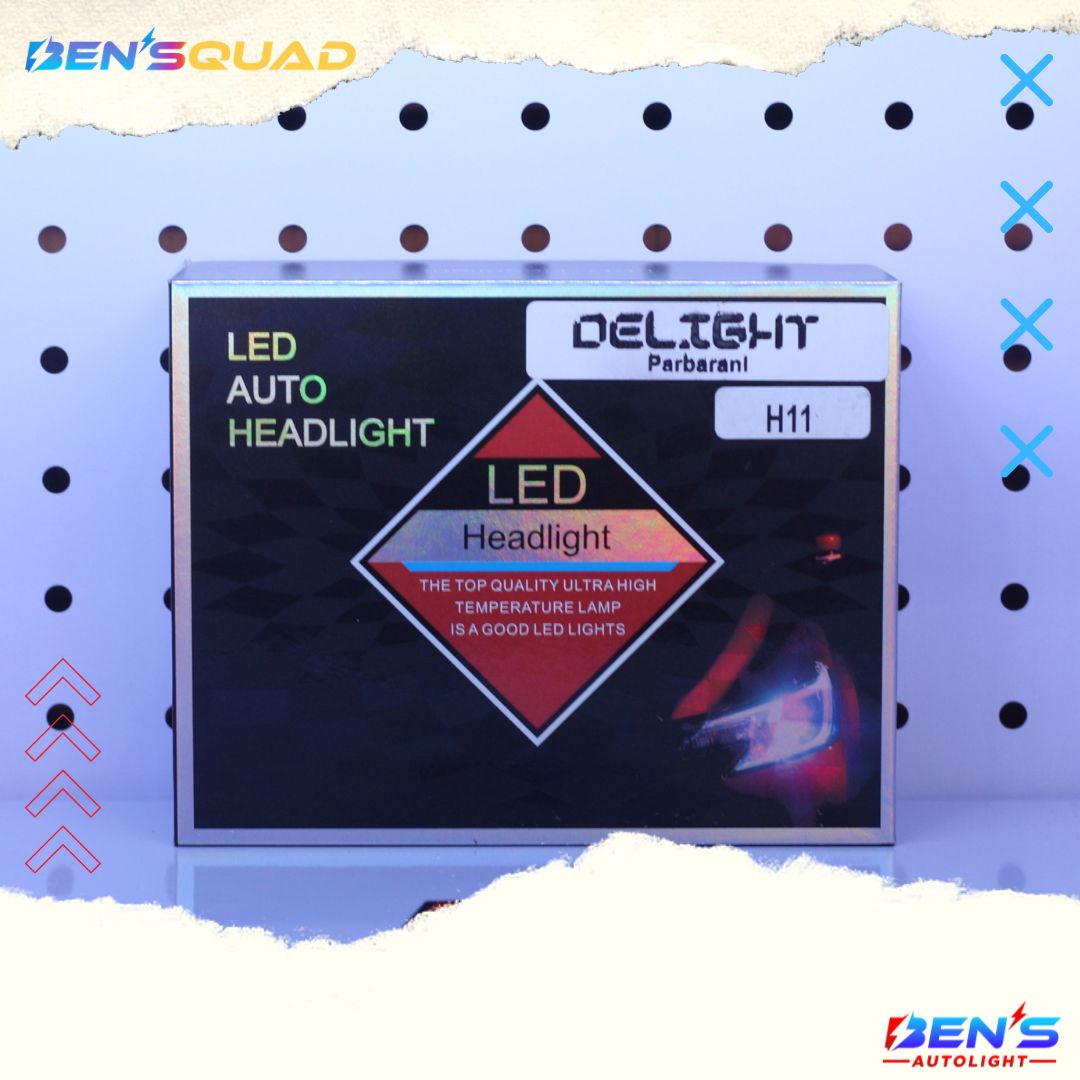 BEN'SQUAD
DELIGHT
Parbarani
H11
LED
AUTO
HEADLIGHT
LED
Headlight
THE TOP QUALITY ULTRA HIGH
TEMPERATURE LAMP
IS A GOOD LED LIGHTS
BEN'S
AUTOLIGHT